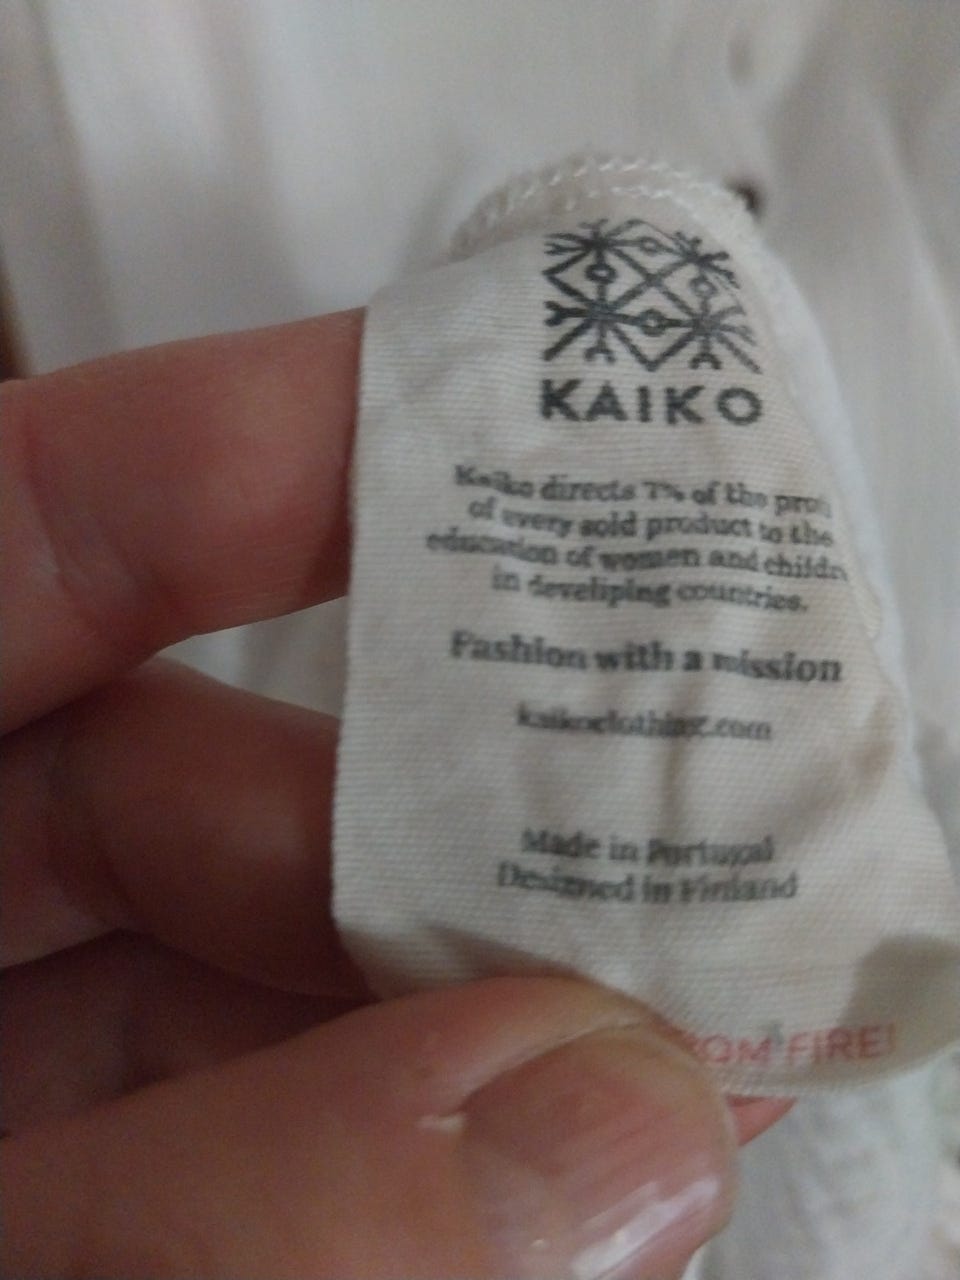 KAIKO
Kaiko directs 7% of the
of every sold product to the
education of women and
in develiping countries.
Fashion with a mission
kaikoclothing.com
Made in Portugal
Designed in Finland
FIRE!